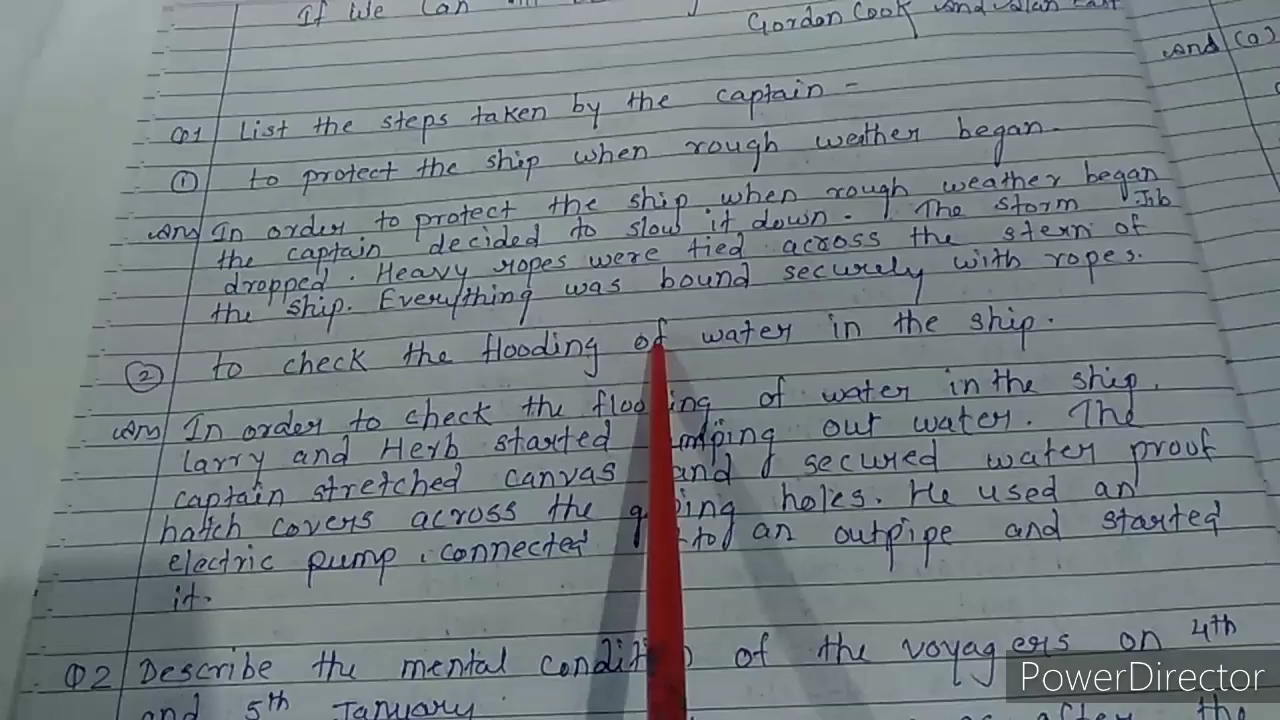 If We Can
Gordon Cook and Alan East
and (a)
Q1 List the steps taken by the captain -
① to protect the ship when rough weather began.
Ans In order to protect the ship when rough weather began
the captain decided to slow it down. The storm Jib
dropped. Heavy ropes were tied across the stern of
the ship. Everything was bound securely with ropes.
② to check the flooding of water in the ship.
Ans In order to check the flooding of water in the ship.
Larry and Herb started out water. The
captain stretched canvas and secured water proof
hatch covers across the holes. He used an
electric pump, connected to an outpipe and started
it.
Q2 Describe the mental condition of the voyagers on 4th
and 5th January
after the
PowerDirector